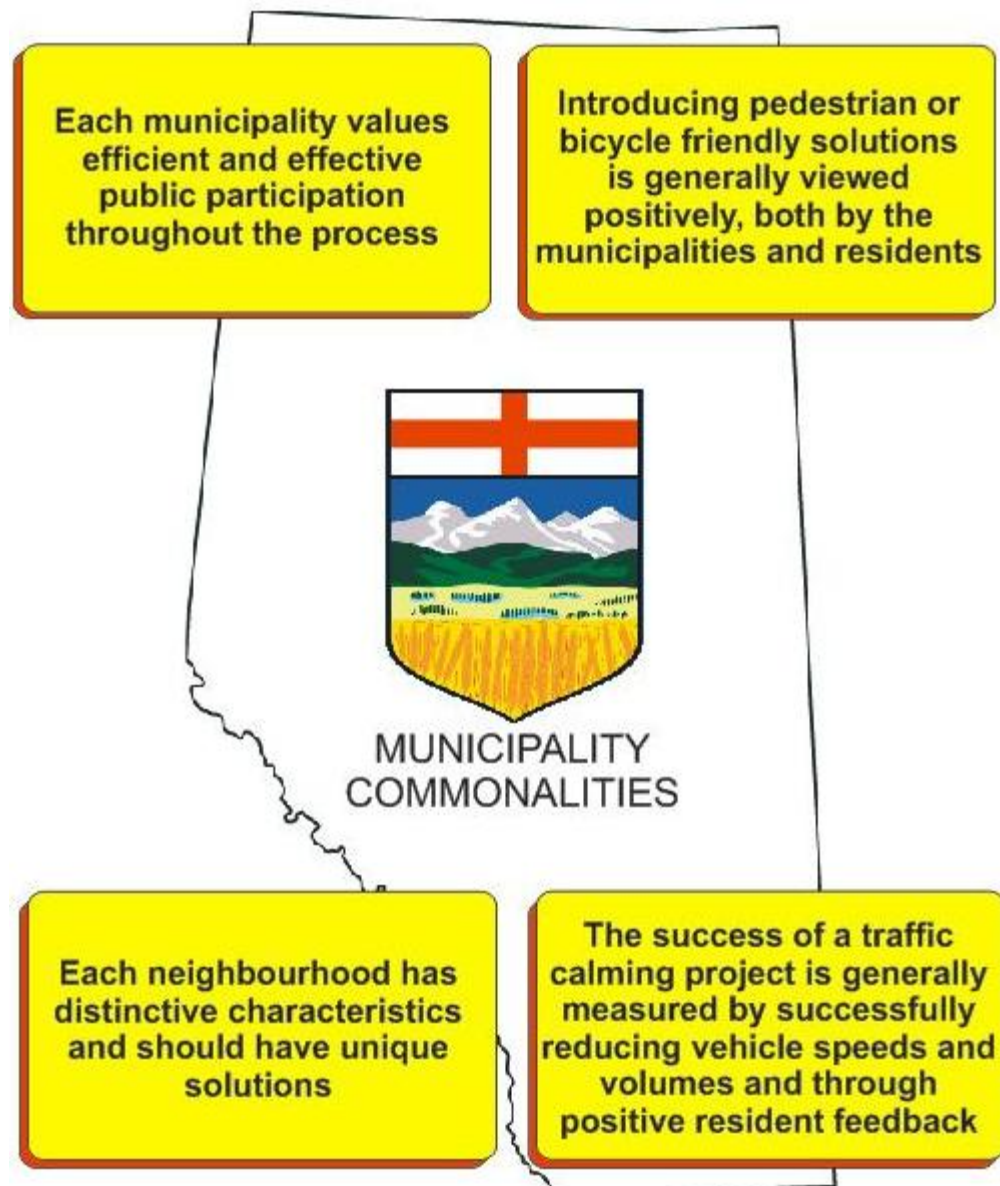 Each municipality values
efficient and effective
public participation
throughout the process
Introducing pedestrian or
bicycle friendly solutions
is generally viewed
positively, both by the
municipalities and residents
MUNICIPALITY
COMMONALITIES
Each neighbourhood has
distinctive characteristics
and should have unique
solutions
The success of a traffic
calming project is generally
measured by successfully
reducing vehicle speeds and
volumes and through
positive resident feedback